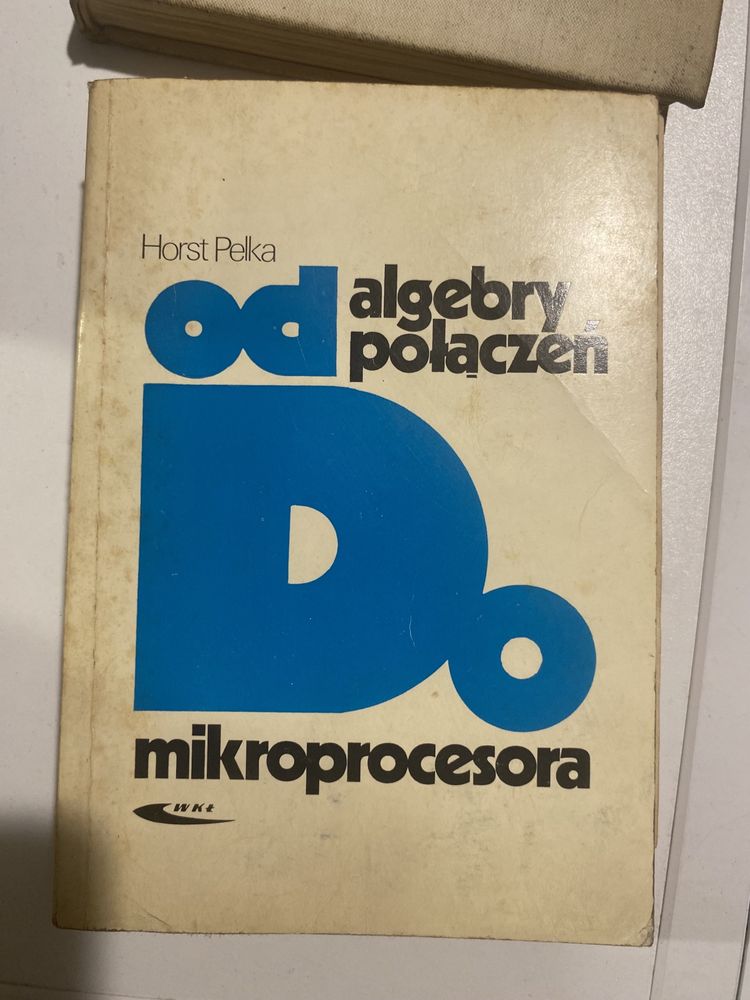 Horst Pelka
od algebry
połączeń
Do
mikroprocesora
WKŁ